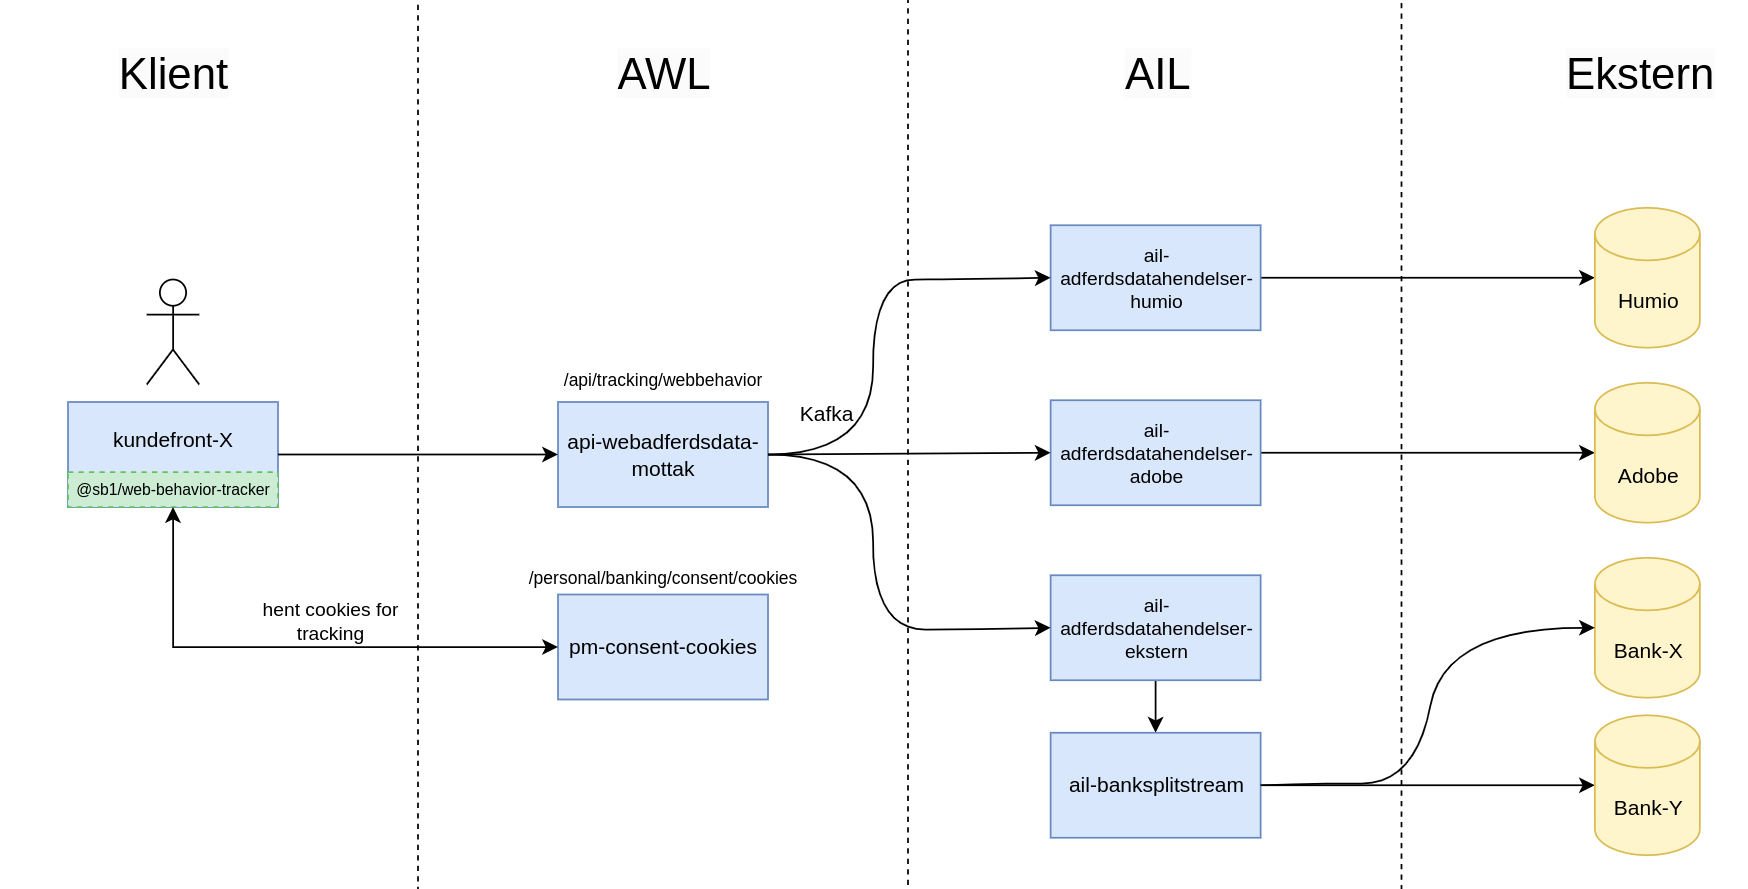 Klient
AWL
AIL
Ekstern
kundefront-X
@sb1/web-behavior-tracker
hent cookies for
tracking
/api/tracking/webbehavior
api-webadferdsdata-
mottak
Kafka
/personal/banking/consent/cookies
pm-consent-cookies
ail-
adferdsdatahendelser-
humio
ail-
adferdsdatahendelser-
adobe
ail-
adferdsdatahendelser-
ekstern
ail-banksplitstream
Humio
Adobe
Bank-X
Bank-Y